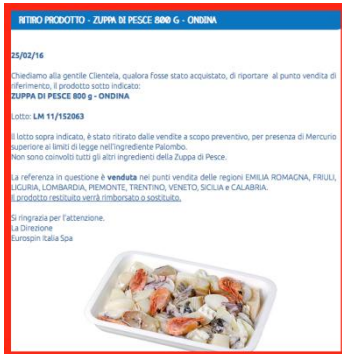 RITIRO PRODOTTO - ZUPPA DI PESCE 800 G - ONDINA
25/02/16
Chiediamo alla gentile Clientela, qualora fosse stato acquistato, di riportare al punto vendita di
riferimento, il prodotto sotto indicato:
ZUPPA DI PESCE 800 g - ONDINA
Lotto: LM 11/152063
Il lotto sopra indicato, è stato ritirato dalle vendite a scopo preventivo, per presenza di Mercurio
superiore ai limiti di legge nell'ingrediente Palombo.
Non sono coinvolti tutti gli altri ingredienti della Zuppa di Pesce.
La referenza in questione è venduta nei punti vendita delle regioni EMILIA ROMAGNA, FRIULI,
LIGURIA, LOMBARDIA, PIEMONTE, TRENTINO, VENETO, SICILIA e CALABRIA.
Il prodotto restituito verrà rimborsato o sostituito.
Si ringrazia per l'attenzione.
La Direzione
Eurospin Italia Spa